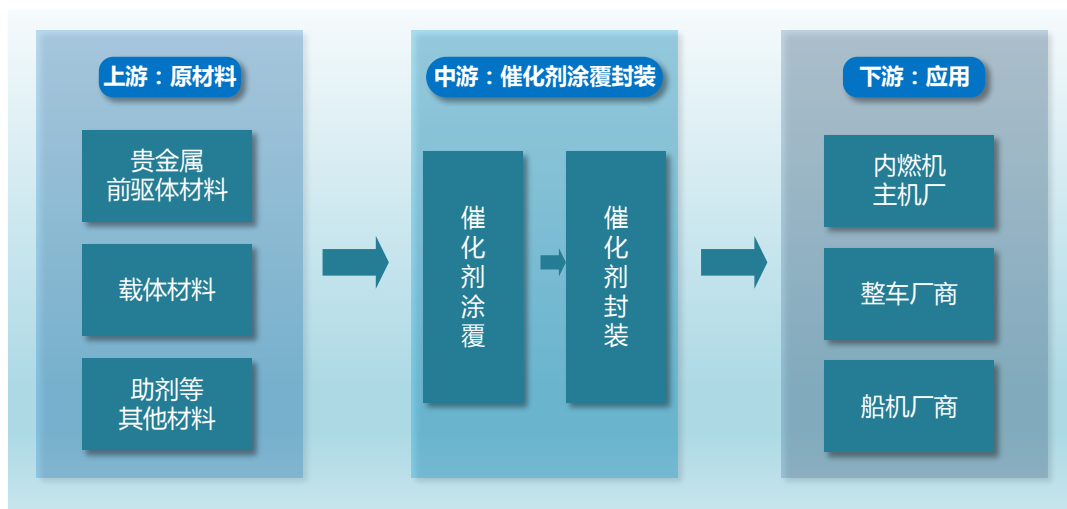 上游：原材料
贵金属
前驱体材料
载体材料
助剂等
其他材料
中游：催化剂涂覆封装
催化剂涂覆
催化剂封装
下游：应用
内燃机
主机厂
整车厂商
船机厂商